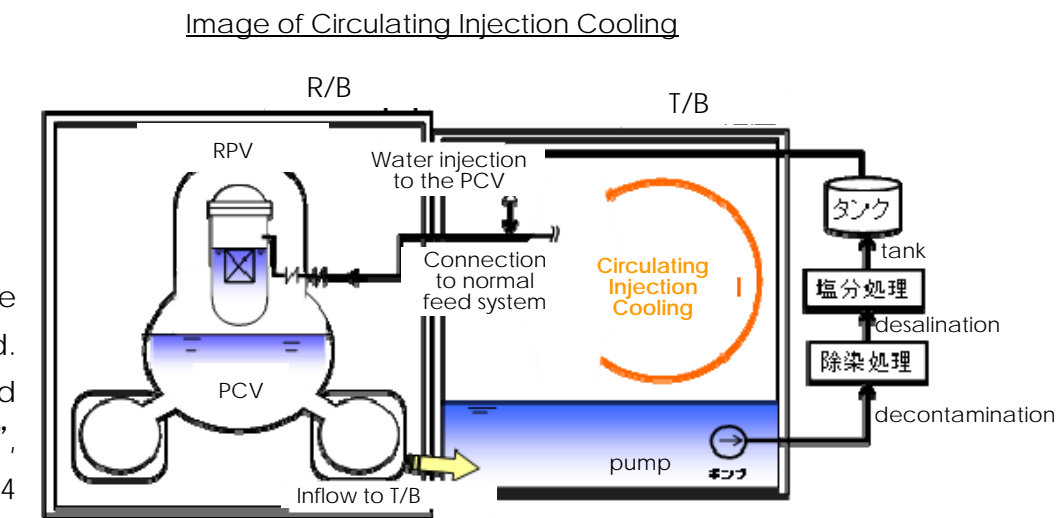 Image of Circulating Injection Cooling
R/B
T/B
RPV
Water injection
to the PCV
タンク
tank
Connection
to normal
feed system
Circulating
Injection
Cooling
塩分処理
desalination
除染処理
decontamination
PCV
pump
ポンプ
Inflow to T/B
e
d.
d
”,
4